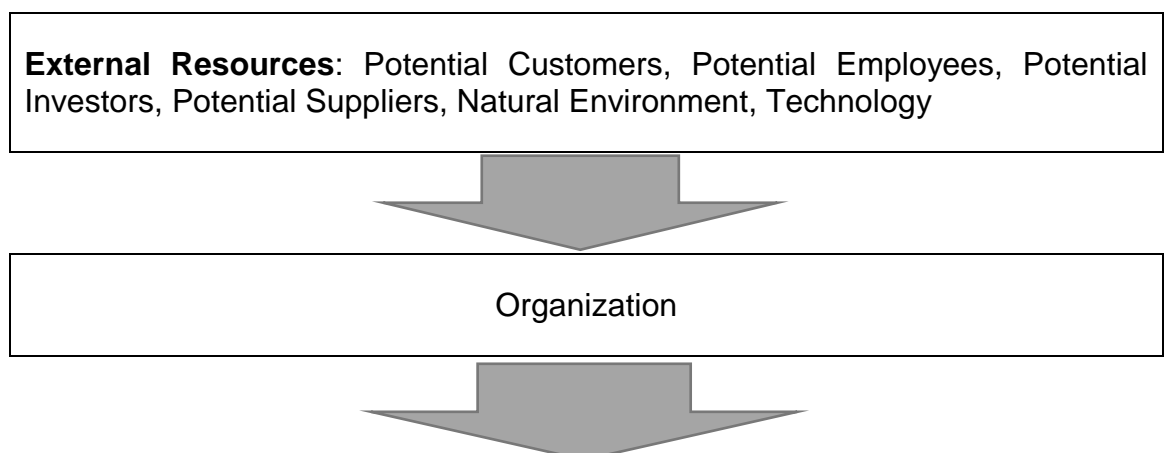 External Resources: Potential Customers, Potential Employees, Potential
Investors, Potential Suppliers, Natural Environment, Technology
Organization